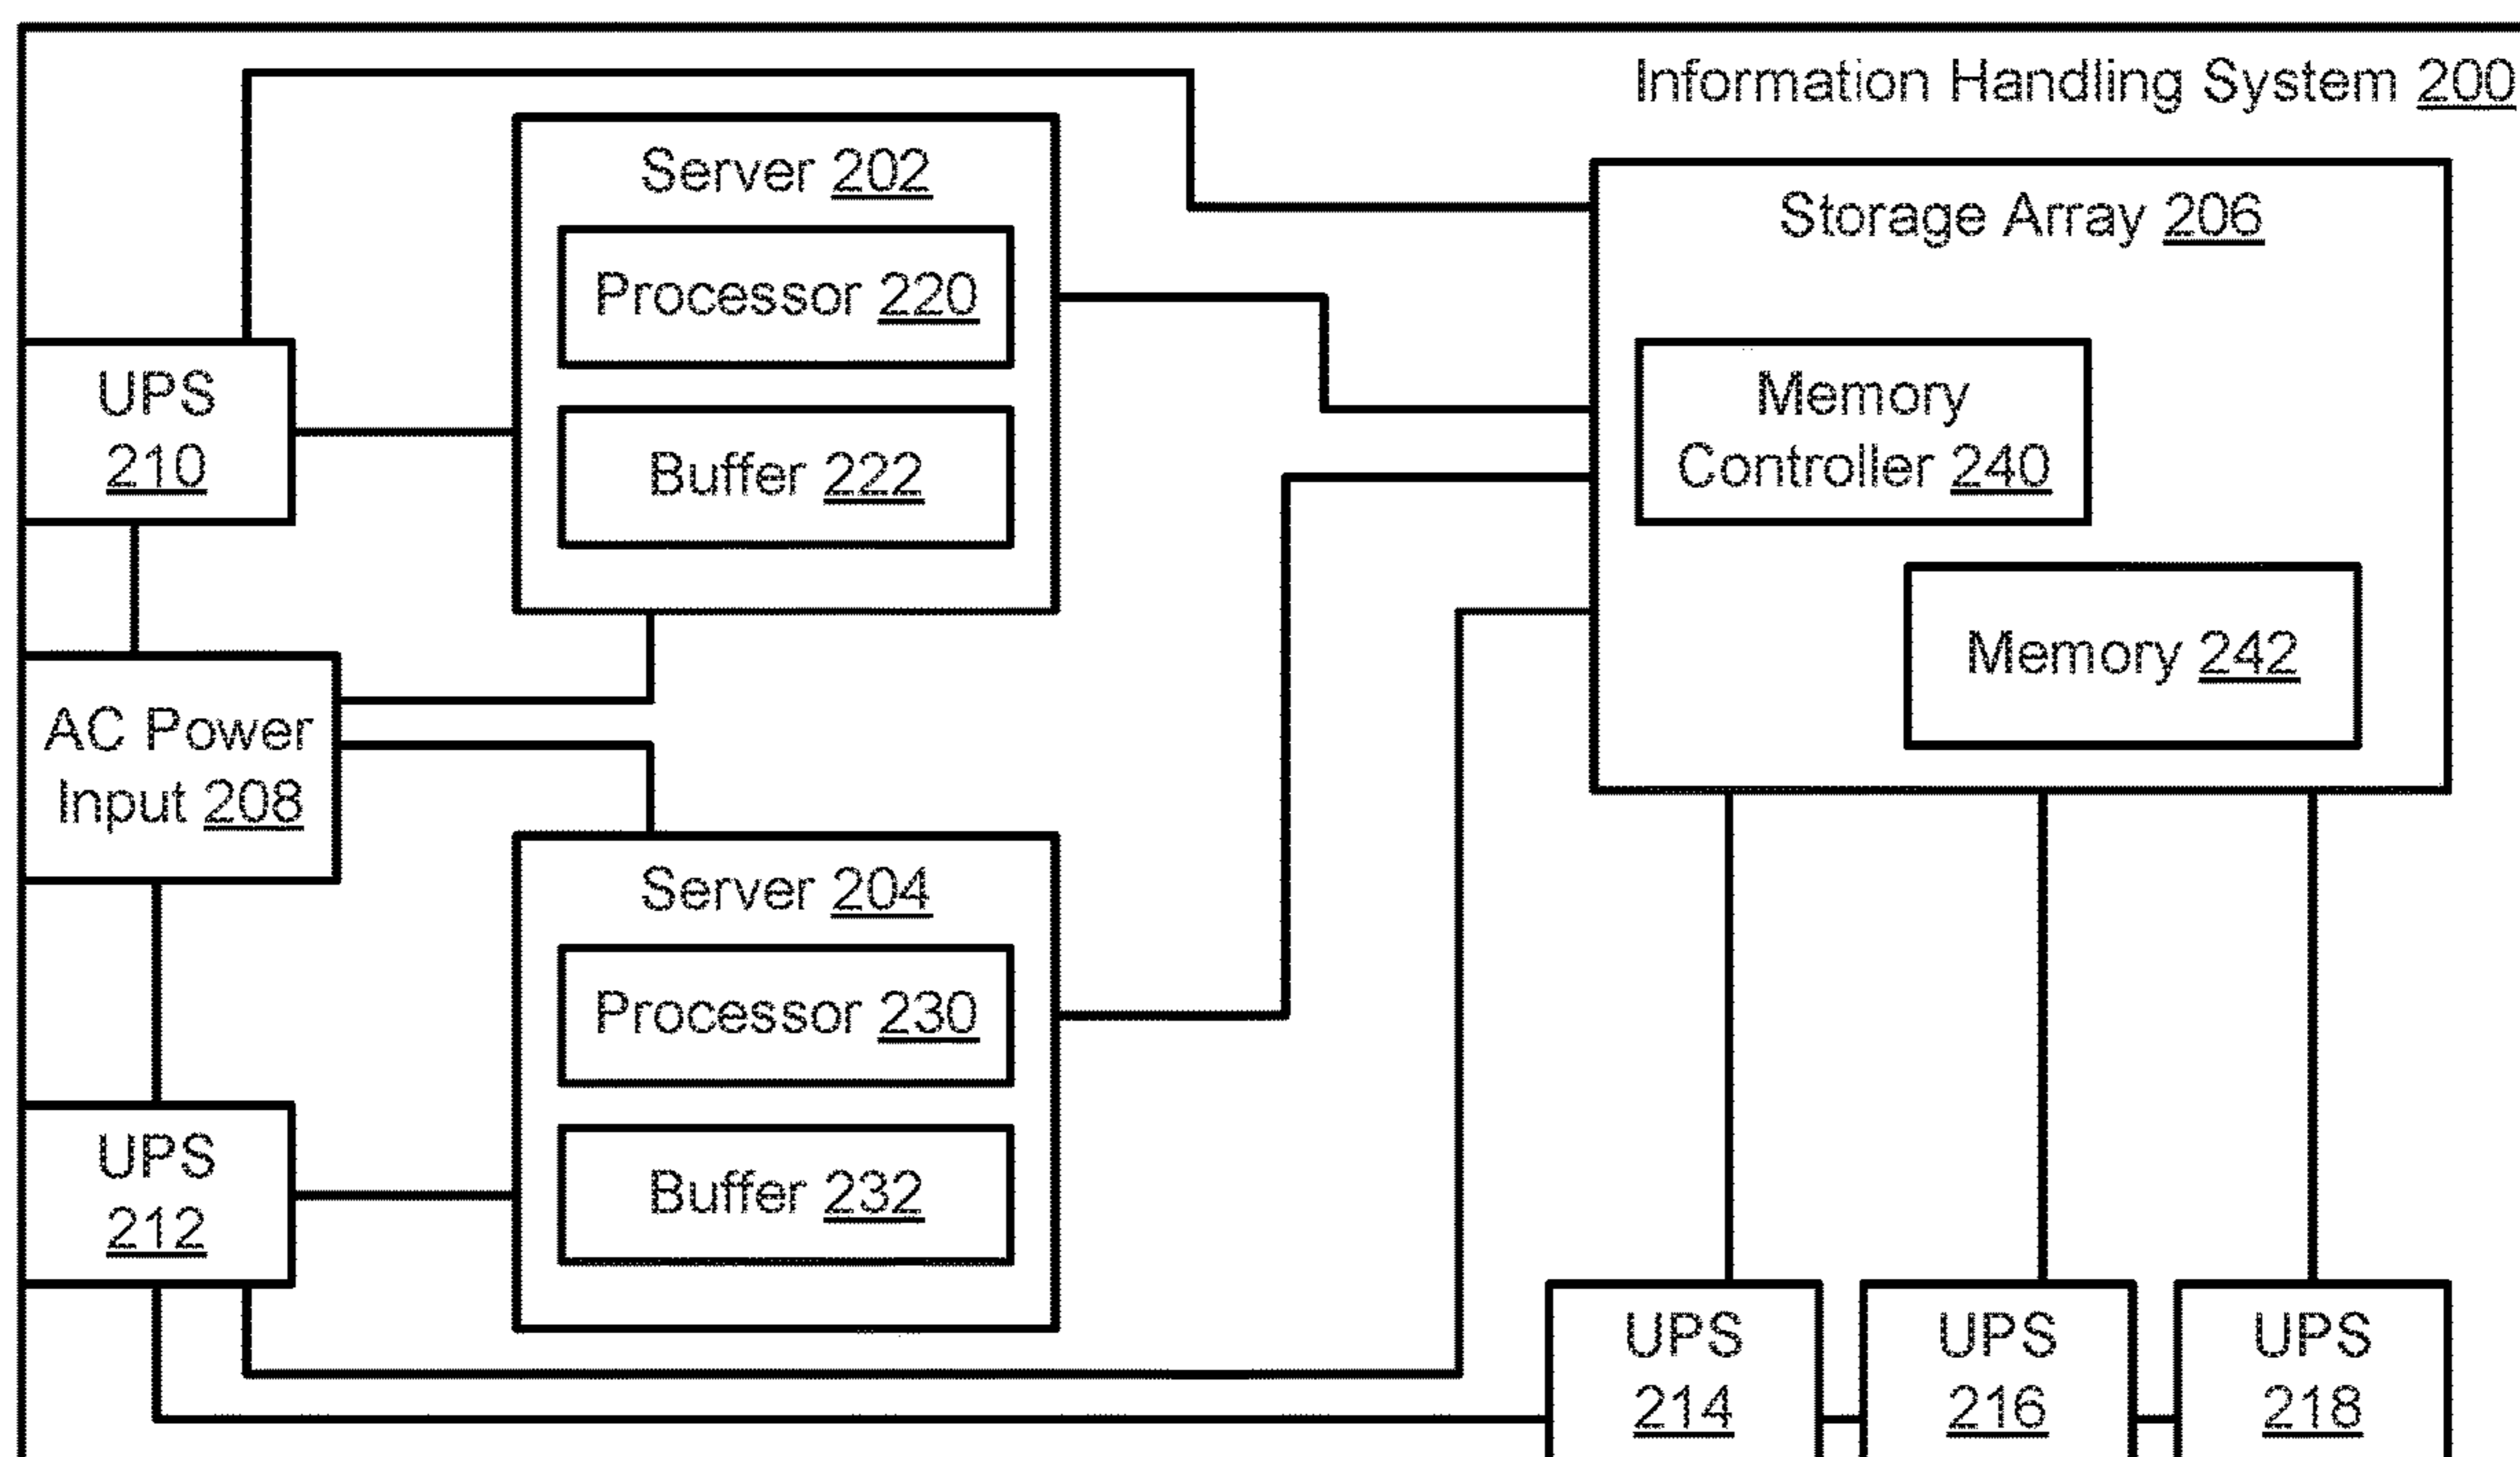 Information Handling System 200
Server 202
Processor 220
Buffer 222
Storage Array 206
Memory
Controller 240
Memory 242
UPS
210
AC Power
Input 208
Server 204
Processor 230
Buffer 232
UPS
212
UPS
214
UPS
216
UPS
218